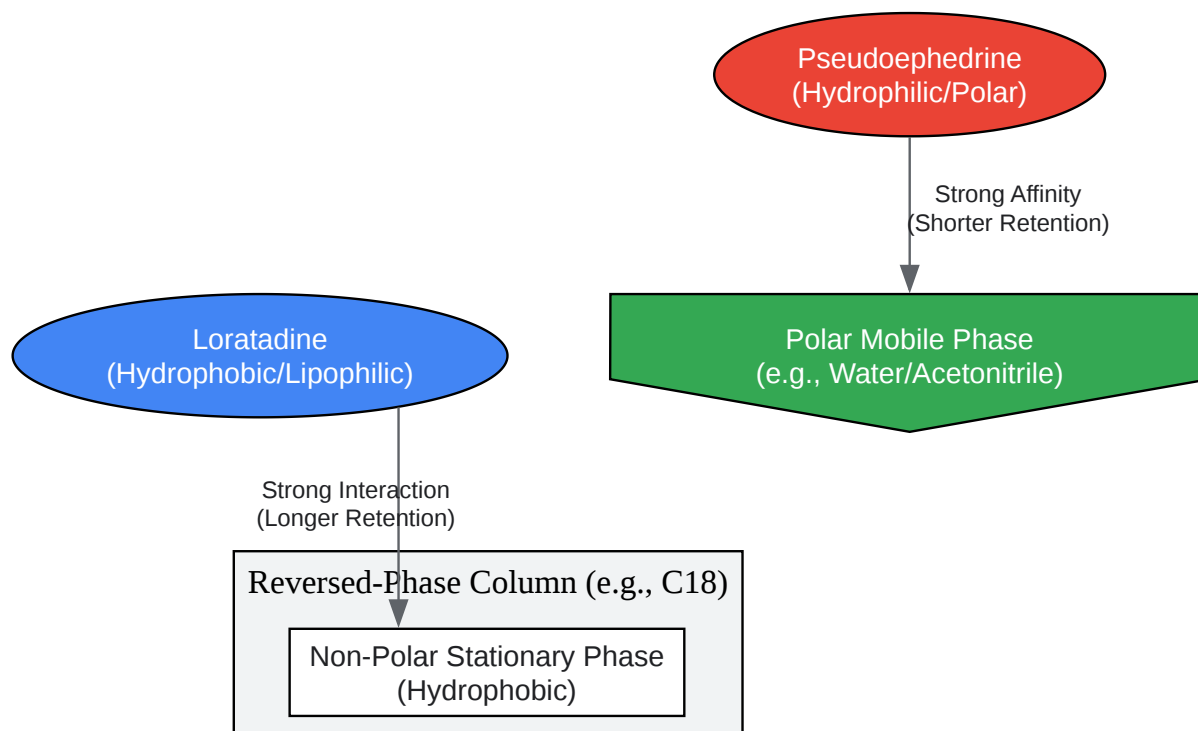 Pseudoephedrine
(Hydrophilic/Polar)
Strong Affinity
(Shorter Retention)
Loratadine
(Hydrophobic/Lipophilic)
Polar Mobile Phase
(e.g., Water/Acetonitrile)
Strong Interaction
(Longer Retention)
Reversed-Phase Column (e.g., C18)
Non-Polar Stationary Phase
(Hydrophobic)